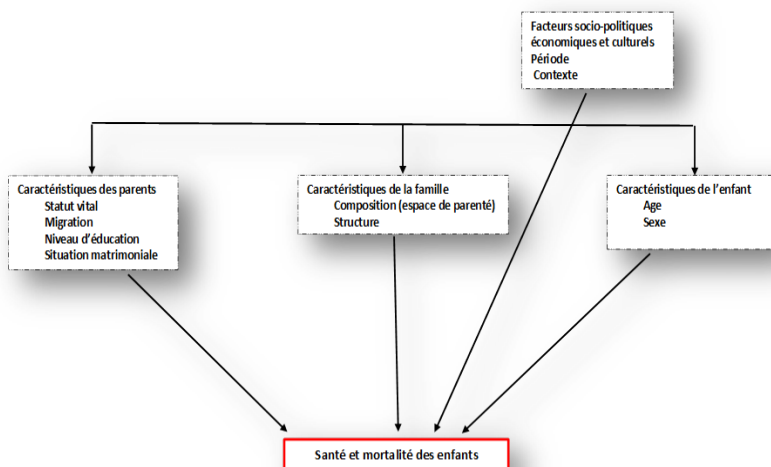 Facteurs socio-politiques
économiques et culturels
Période
Contexte
Caractéristiques des parents
Statut vital
Migration
Niveau d'éducation
Situation matrimoniale
Caractéristiques de la famille
Composition (espace de parenté)
Structure
Caractéristiques de l'enfant
Age
Sexe
Santé et mortalité des enfants